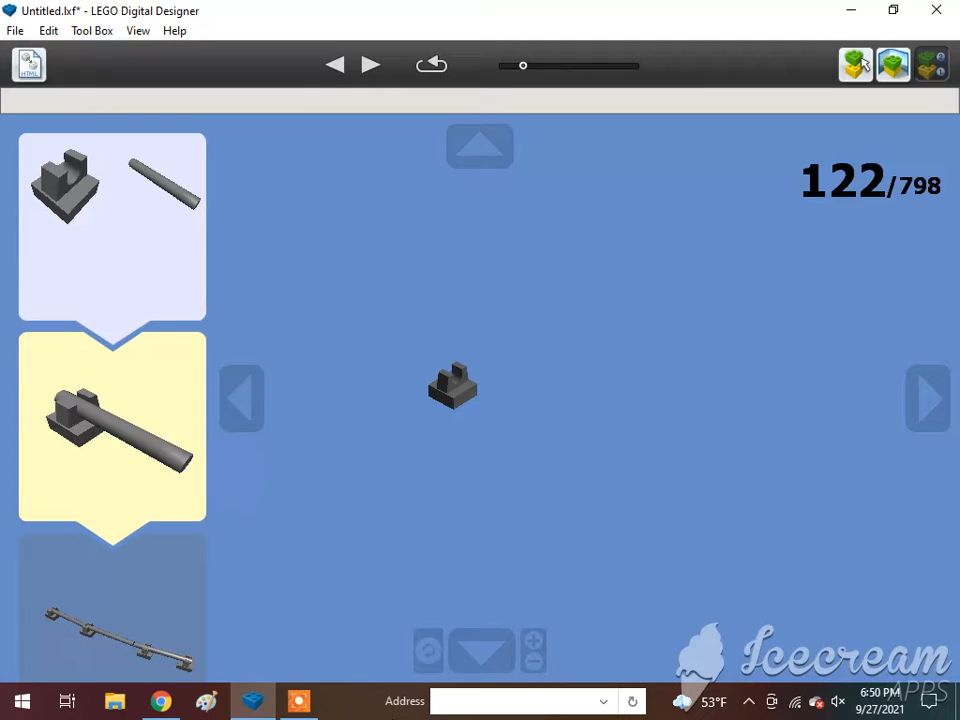 Untitled.lxf* - LEGO Digital Designer
File Edit Tool Box View Help
HTML
122/798
Icecream
APPS
Address
53°F
6:50 PM
9/27/2021